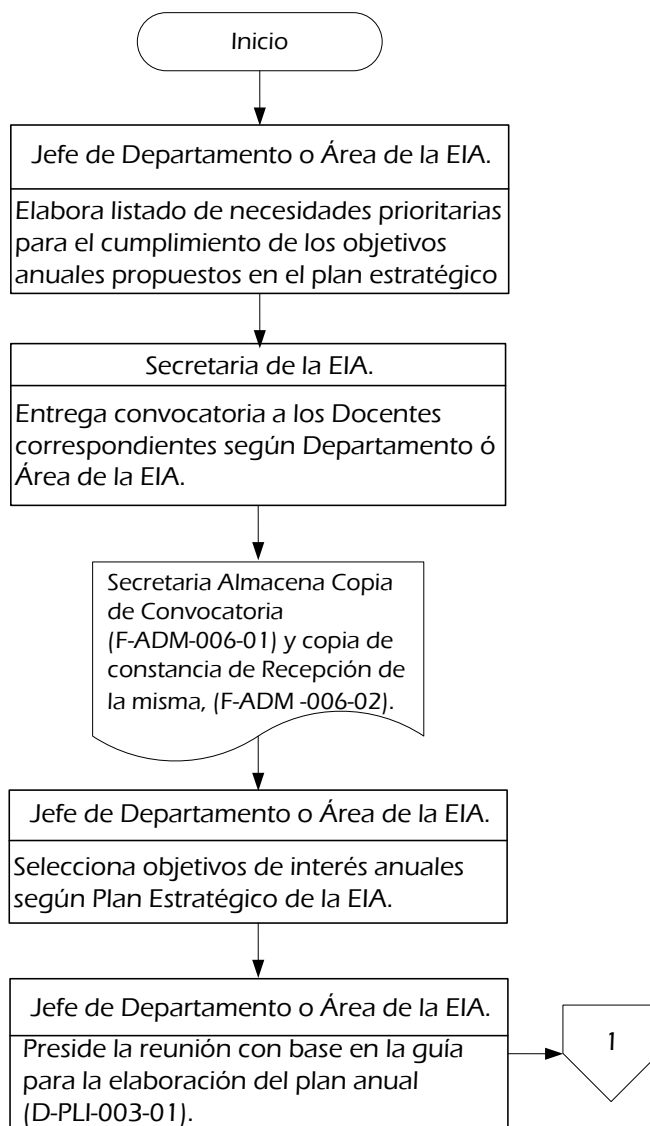 Inicio
Jefe de Departamento o Área de la EIA.
Elabora listado de necesidades prioritarias
para el cumplimiento de los objetivos
anuales propuestos en el plan estratégico
Secretaria de la EIA.
Entrega convocatoria a los Docentes
correspondientes según Departamento ó
Área de la EIA.
Secretaria Almacena Copia
de Convocatoria
(F-ADM-006-01) y copia de
constancia de Recepción de
la misma, (F-ADM -006-02).
Jefe de Departamento o Área de la EIA.
Selecciona objetivos de interés anuales
según Plan Estratégico de la EIA.
Jefe de Departamento o Área de la EIA.
Preside la reunión con base en la guía
para la elaboración del plan anual
(D-PLI-003-01).
1